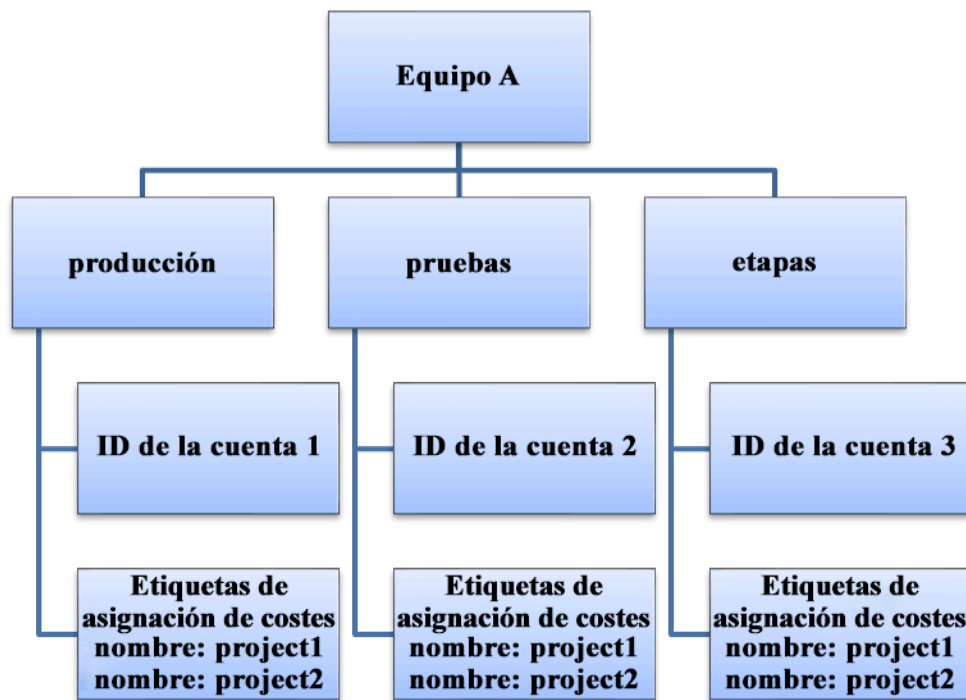 Equipo A
producción
pruebas
etapas
ID de la cuenta 1
ID de la cuenta 2
ID de la cuenta 3
Etiquetas de
asignación de costes
nombre: project1
nombre: project2
Etiquetas de
asignación de costes
nombre: project1
nombre: project2
Etiquetas de
asignación de costes
nombre: project1
nombre: project2